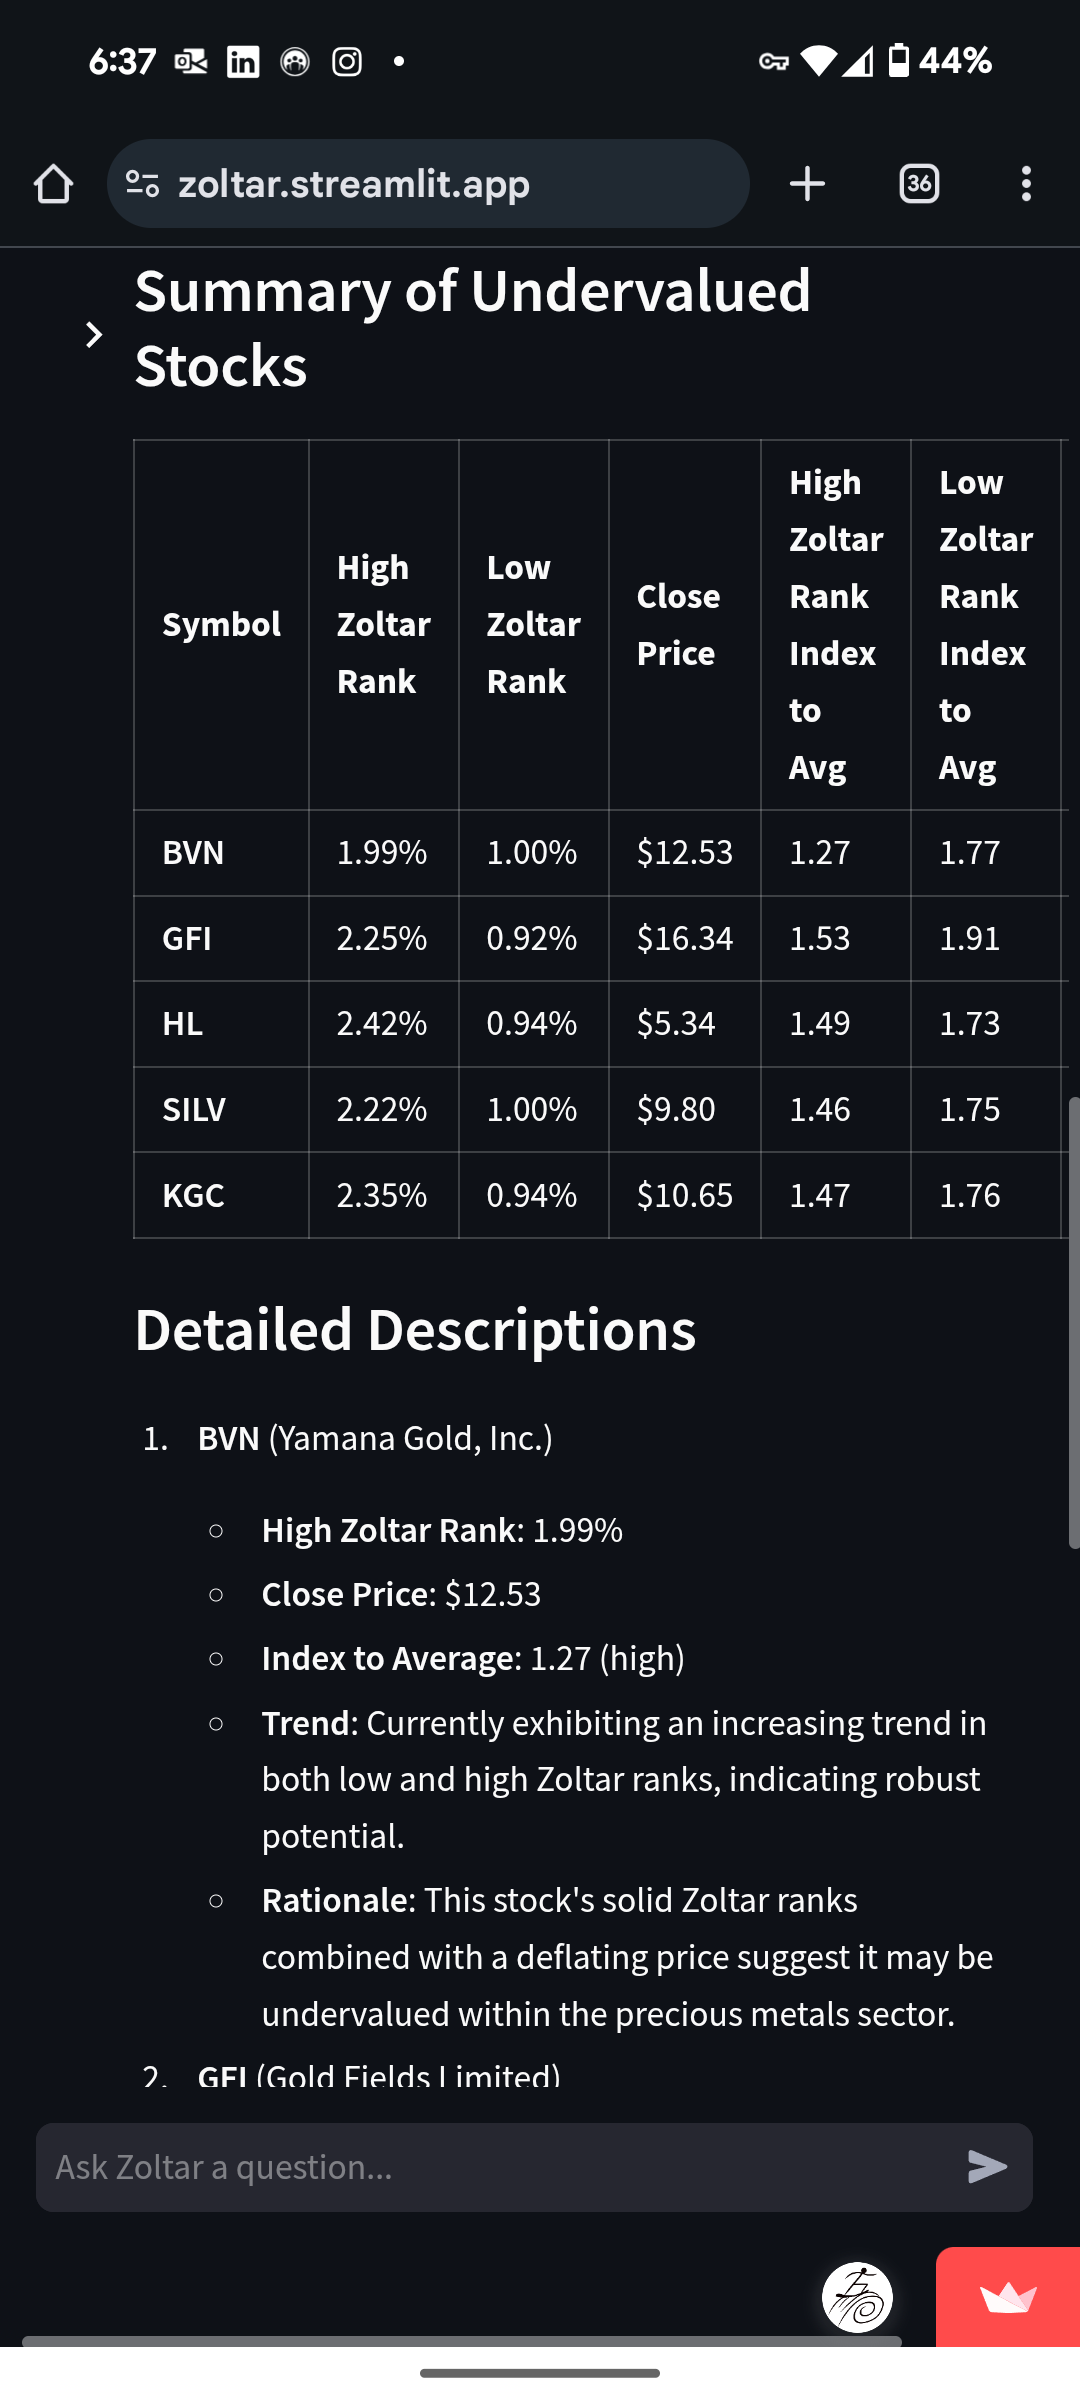 6:37
44%
zoltar.streamlit.app
36
Summary of Undervalued
Stocks
Symbol
High
Zoltar
Rank
Low
Zoltar
Rank
Close
Price
High
Zoltar
Rank
Index
to
Avg
Low
Zoltar
Rank
Index
to
Avg
BVN 1.99% 1.00% $12.53 1.27 1.77
GFI 2.25% 0.92% $16.34 1.53 1.91
HL 2.42% 0.94% $5.34 1.49 1.73
SILV 2.22% 1.00% $9.80 1.46 1.75
KGC 2.35% 0.94% $10.65 1.47 1.76
Detailed Descriptions
1. BVN (Yamana Gold, Inc.)
High Zoltar Rank: 1.99%
Close Price: $12.53
Index to Average: 1.27 (high)
Trend: Currently exhibiting an increasing trend in
both low and high Zoltar ranks, indicating robust
potential.
Rationale: This stock's solid Zoltar ranks
combined with a deflating price suggest it may be
undervalued within the precious metals sector.
2. GFI (Gold Fields Limited)
Ask Zoltar a question...